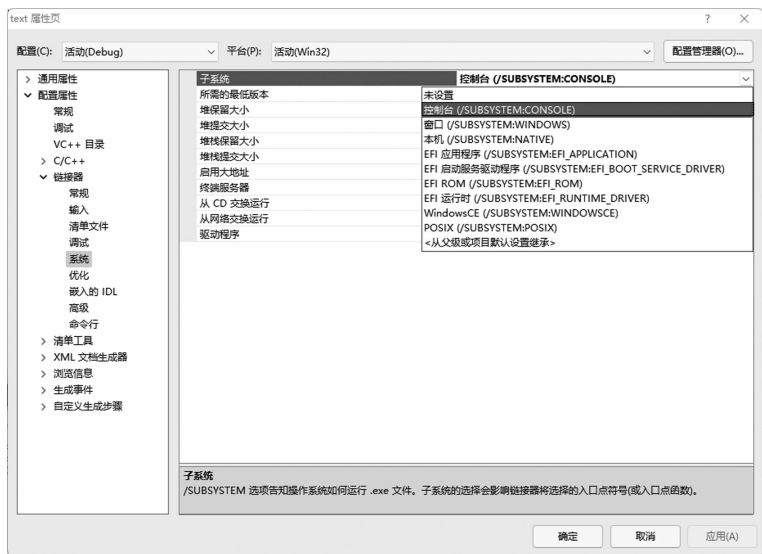 text 属性页
? ×
配置(C): 活动(Debug) 平台(P): 活动(Win32) 配置管理器(O)...
> 通用属性
配置属性
常规
调试
VC++ 目录
> C/C++
链接器
常规
输入
清单文件
调试
系统
优化
嵌入的 IDL
高级
命令行
> 清单工具
> XML 文档生成器
> 浏览信息
> 生成事件
> 自定义生成步骤
子系统 控制台 (/SUBSYSTEM:CONSOLE)
所需的最低版本
堆保留大小
堆提交大小
堆栈保留大小
堆栈提交大小
启用大地址
终端服务器
从 CD 交换运行
从网络交换运行
驱动程序
未设置
控制台 (/SUBSYSTEM:CONSOLE)
窗口 (/SUBSYSTEM:WINDOWS)
本机 (/SUBSYSTEM:NATIVE)
EFI 应用程序 (/SUBSYSTEM:EFI_APPLICATION)
EFI 启动服务驱动程序 (/SUBSYSTEM:EFI_BOOT_SERVICE_DRIVER)
EFI ROM (/SUBSYSTEM:EFI_ROM)
EFI 运行时 (/SUBSYSTEM:EFI_RUNTIME_DRIVER)
WindowsCE (/SUBSYSTEM:WINDOWSCE)
POSIX (/SUBSYSTEM:POSIX)
<从父级或项目默认设置继承>
子系统
/SUBSYSTEM 选项告知操作系统如何运行 .exe 文件。子系统的选择会影响链接器将选择的入口点符号(或入口点函数)。
确定 取消 应用(A)